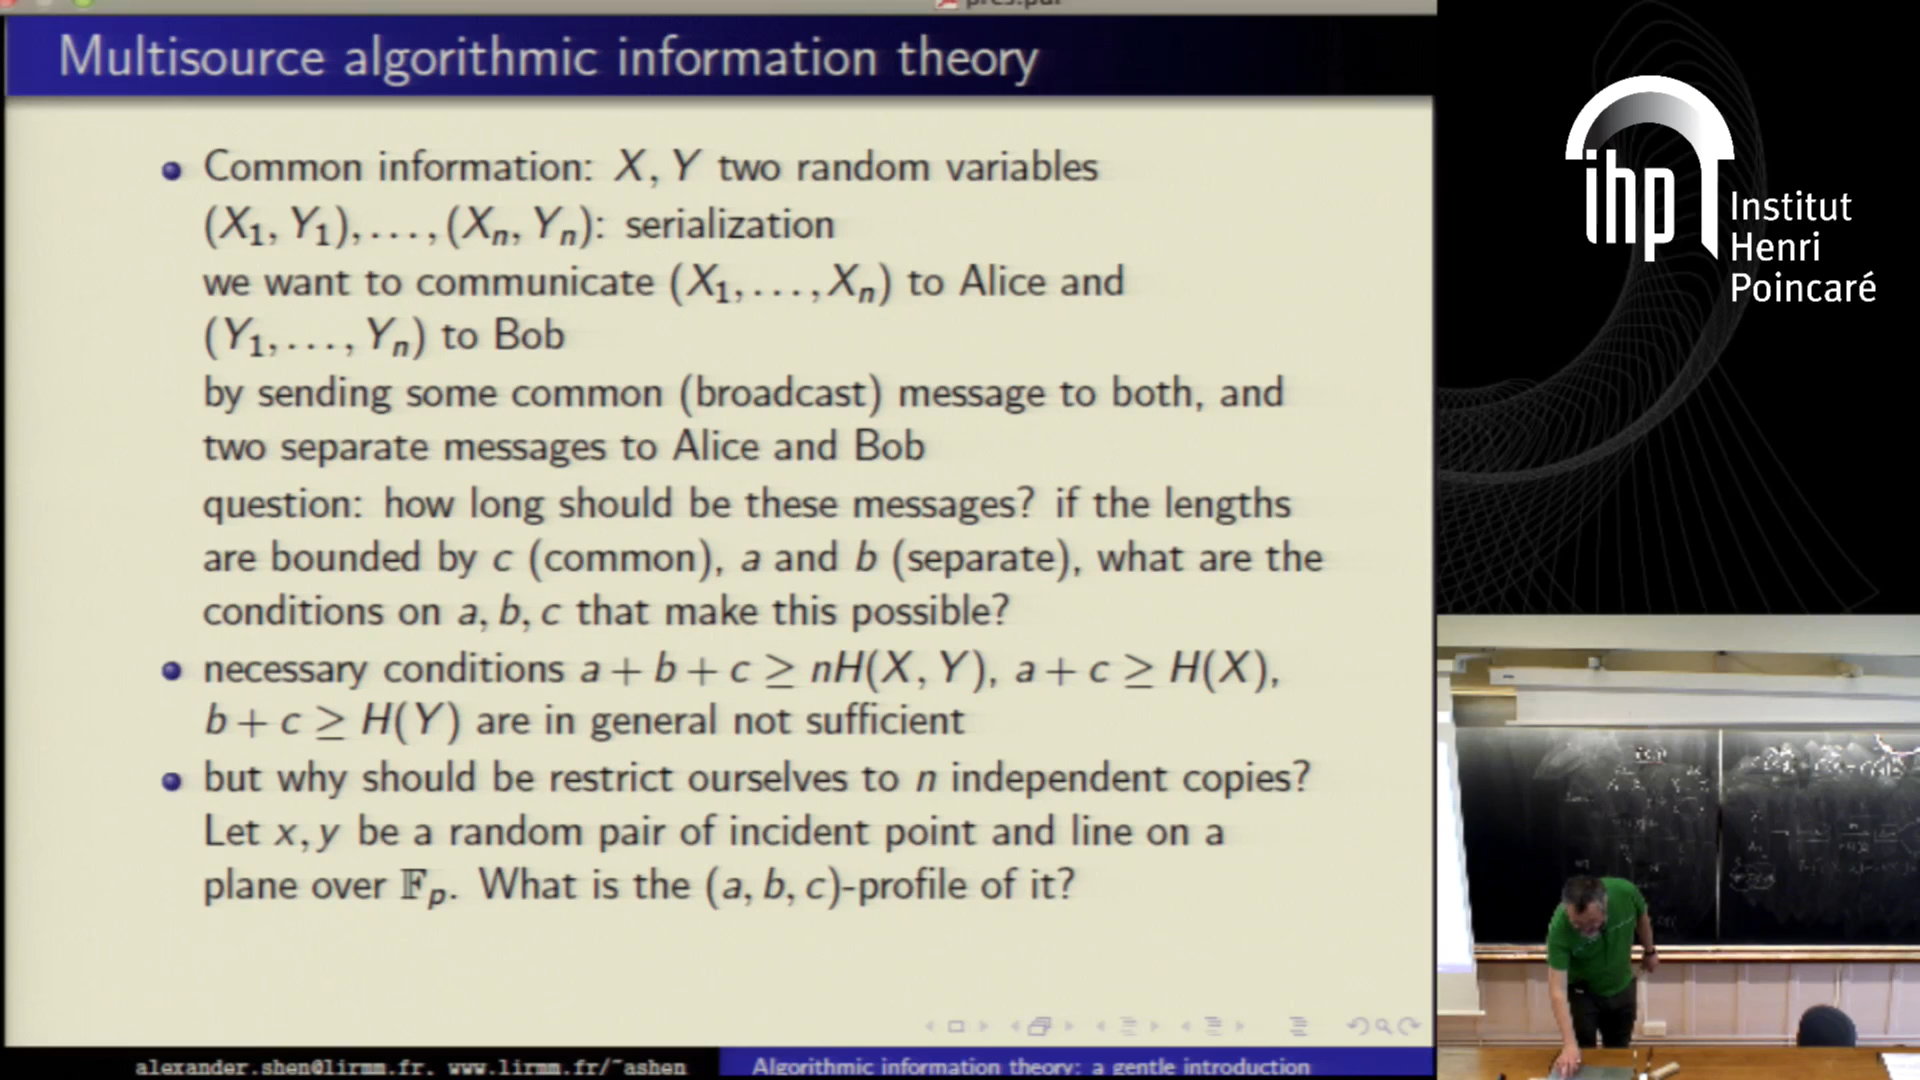 Multisource algorithmic information theory
Common information: X, Y two random variables
(X₁, Y₁), . . . , (Xₙ, Yₙ): serialization
we want to communicate (X₁, . . . , Xₙ) to Alice and
(Y₁, . . . , Yₙ) to Bob
by sending some common (broadcast) message to both, and
two separate messages to Alice and Bob
question: how long should be these messages? if the lengths
are bounded by c (common), a and b (separate), what are the
conditions on a, b, c that make this possible?
necessary conditions a + b + c ≥ nH(X, Y), a + c ≥ H(X),
b + c ≥ H(Y) are in general not sufficient
but why should be restrict ourselves to n independent copies?
Let x, y be a random pair of incident point and line on a
plane over 𝔽ₚ. What is the (a, b, c)-profile of it?
alexander.shen@lirmm.fr, www.lirmm.fr/~ashen
Algorithmic information theory: a gentle introduction
ihp
Institut
Henri
Poincaré